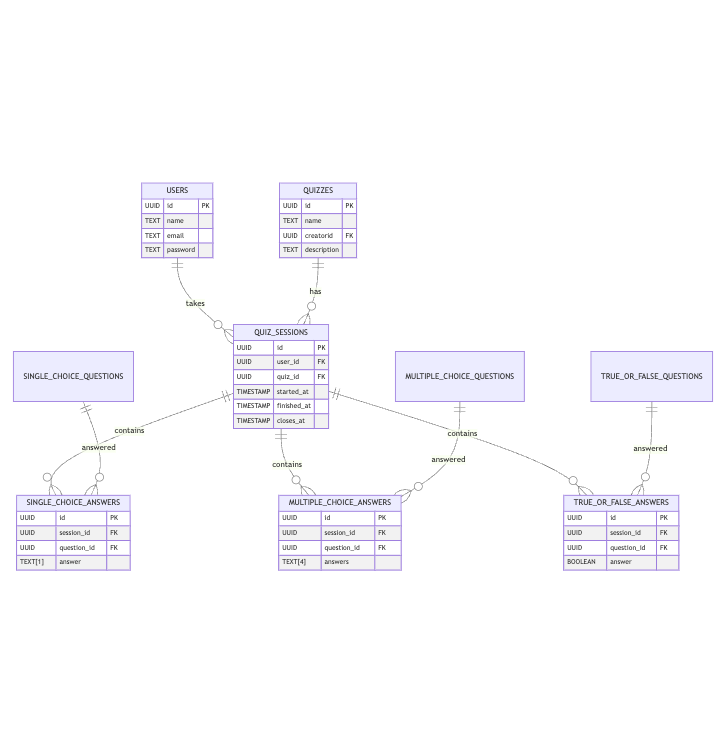 USERS
UUID id PK
TEXT name
TEXT email
TEXT password
QUIZZES
UUID id PK
TEXT name
UUID creatorid FK
TEXT description
takes
has
QUIZ_SESSIONS
UUID id PK
UUID user_id FK
UUID quiz_id FK
TIMESTAMP started_at
TIMESTAMP finished_at
TIMESTAMP closes_at
SINGLE_CHOICE_QUESTIONS
MULTIPLE_CHOICE_QUESTIONS
TRUE_OR_FALSE_QUESTIONS
contains
contains
answered
answered
answered
contains
SINGLE_CHOICE_ANSWERS
UUID id PK
UUID session_id FK
UUID question_id FK
TEXT[1] answer
MULTIPLE_CHOICE_ANSWERS
UUID id PK
UUID session_id FK
UUID question_id FK
TEXT[4] answers
TRUE_OR_FALSE_ANSWERS
UUID id PK
UUID session_id FK
UUID question_id FK
BOOLEAN answer